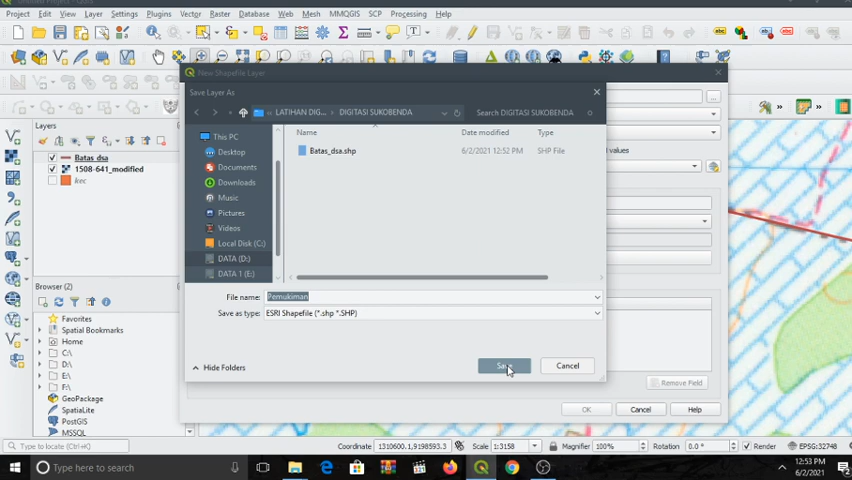 Project Edit View Layer Settings Plugins Vector Raster Database Web Mesh MMQGIS SCP Processing Help
New Shapefile Layer
Save Layer As
LATIHAN DIG... DIGITASI SUKOBENDA Search DIGITASI SUKOBENDA
Layers
This PC Name Date modified Type
Desktop Batas_dsa.shp 6/2/2021 12:52 PM SHP File
values
Batas_dsa Documents
1508-641_modified Downloads
kec Music
Pictures
Videos
Local Disk (C:)
DATA (D:)
DATA 1 (E:)
Browser (2)
File name: Pemukiman
Save as type: ESRI Shapefile (*.shp *.SHP)
Favorites
Spatial Bookmarks
Home
C:\
D:\
E:\
F:\
GeoPackage
SpatiaLite
PostGIS
MSSQL
Hide Folders Save Cancel
Remove Field
OK Cancel Help
Type to locate (Ctrl+K) Coordinate 1310600.1,9198593.3 Scale 1:3158 Magnifier 100% Rotation 0.0 ° Render EPSG:32748
Type here to search
12:53 PM
6/2/2021